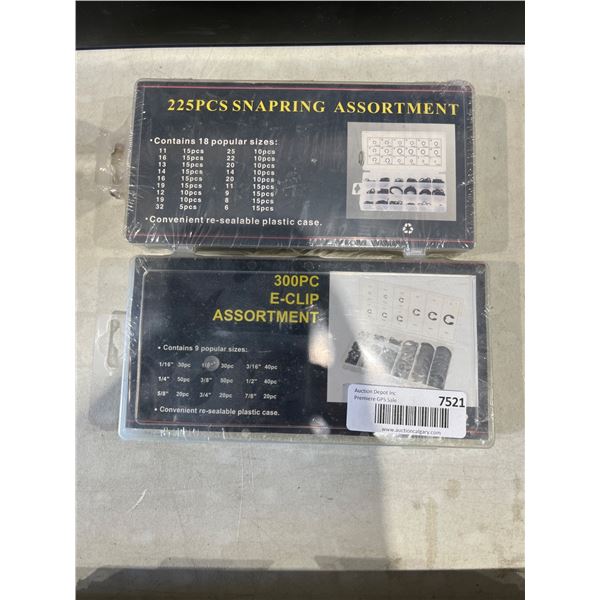 225PCS SNAPRING ASSORTMENT
•Contains 18 popular sizes:
11 15pcs 25 10pcs
16 15pcs 22 10pcs
13 15pcs 20 10pcs
14 15pcs 14 10pcs
16 15pcs 20 10pcs
19 15pcs 11 15pcs
12 10pcs 9 15pcs
19 10pcs 8 15pcs
32 5pcs 6 15pcs
•Convenient re-sealable plastic case.
300PC
E-CLIP
ASSORTMENT
• Contains 9 popular sizes:
1/16" 30pc 1/8" 30pc 3/16" 40pc
1/4" 50pc 3/8" 50pc 1/2" 40pc
5/8" 20pc 3/4" 20pc 7/8" 20pc
• Convenient re-sealable plastic case.
Auction Depot Inc
Premiere GPS Sale
7521
www.auctioncalgary.com